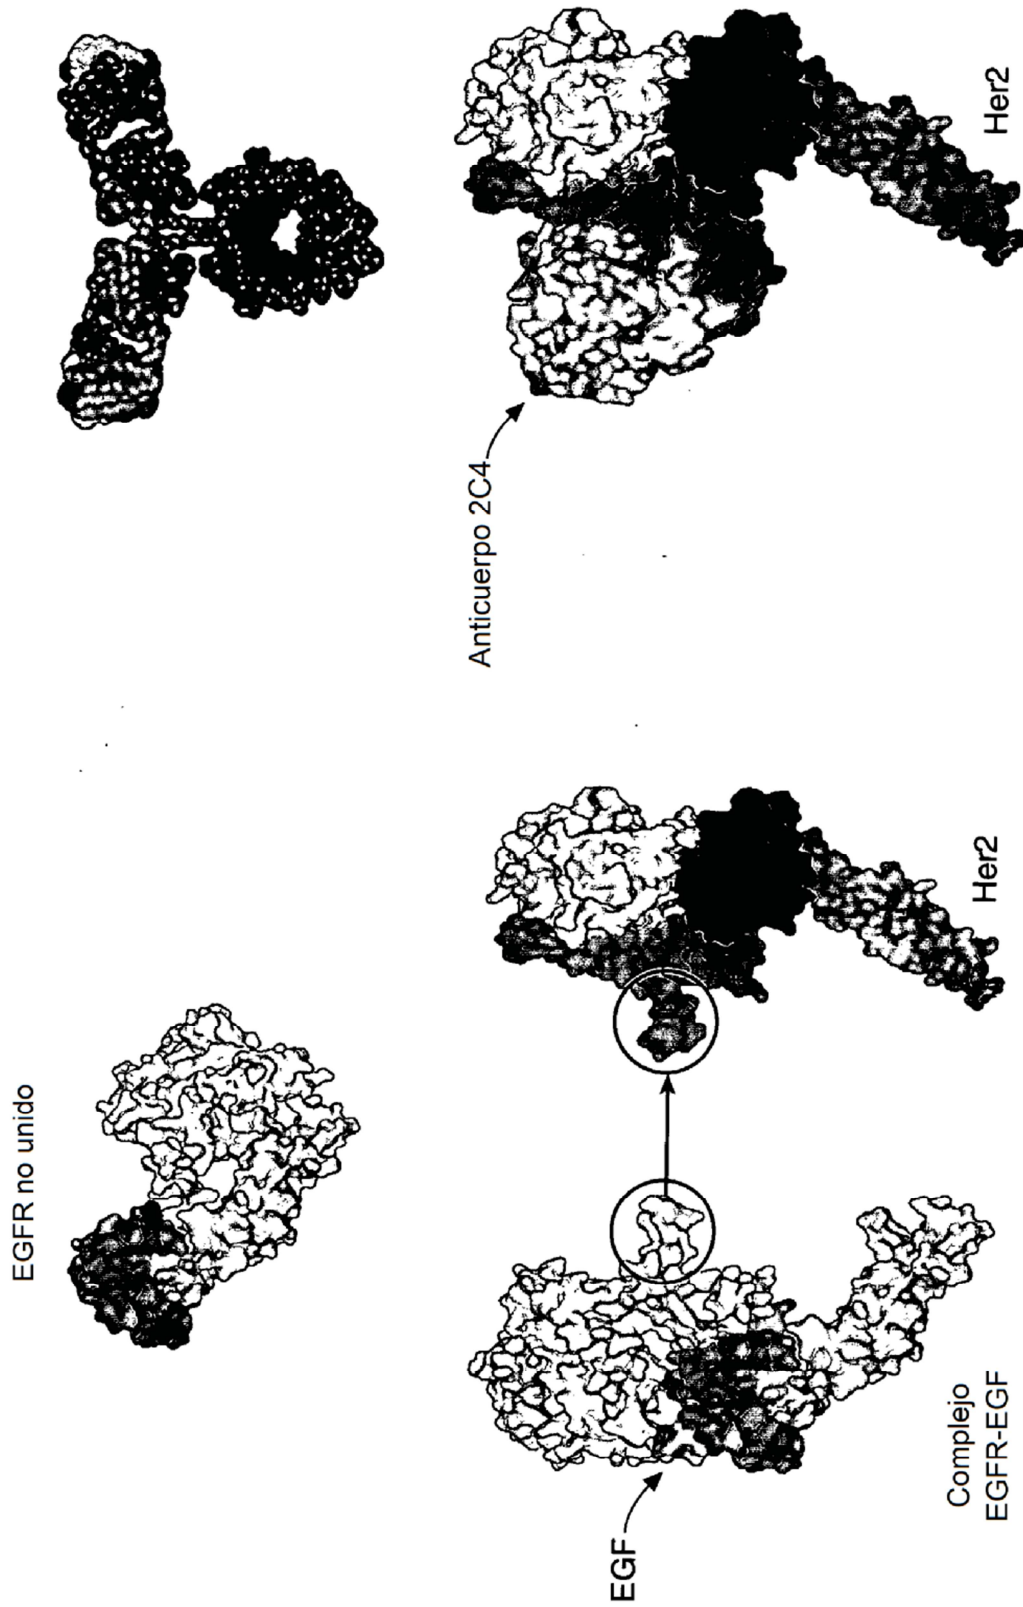 EGFR no unido
Anticuerpo 2C4
EGF
Complejo
EGFR-EGF
Her2
Her2